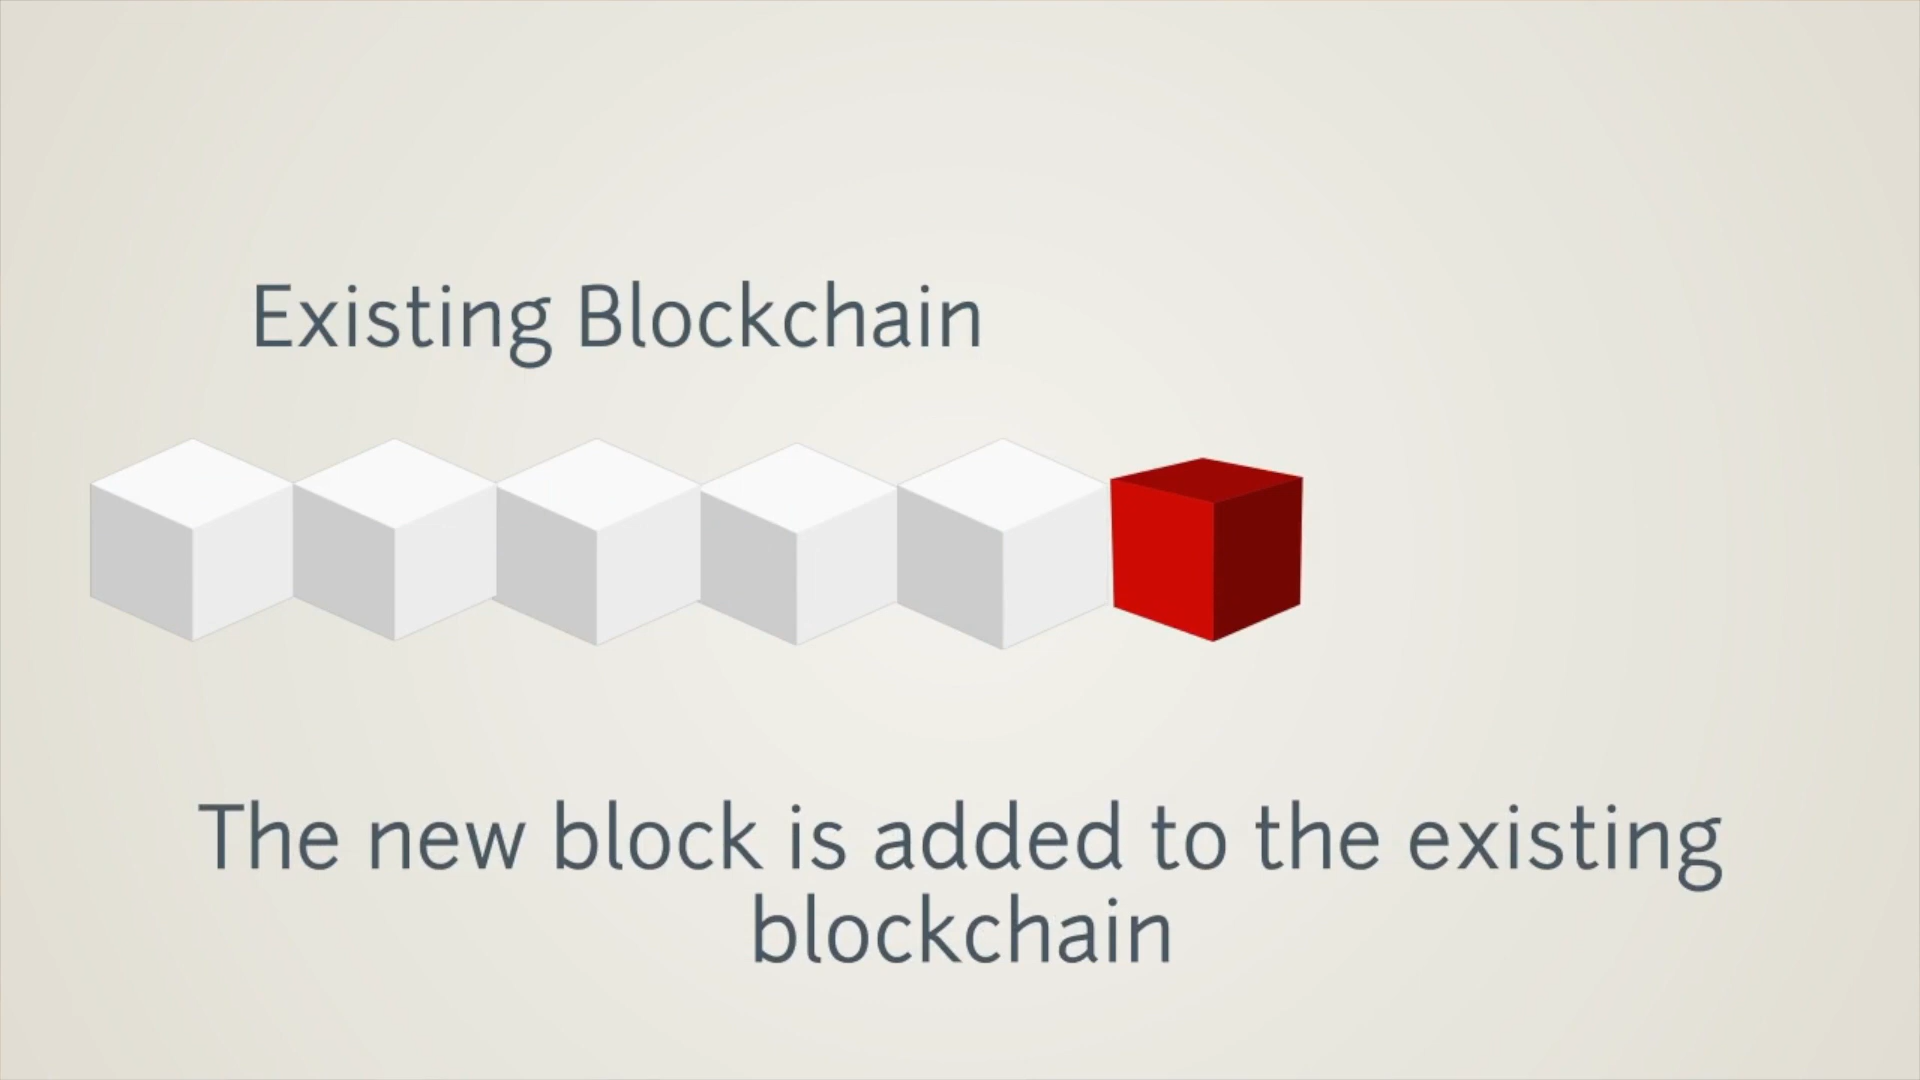 Existing Blockchain
The new block is added to the existing
blockchain